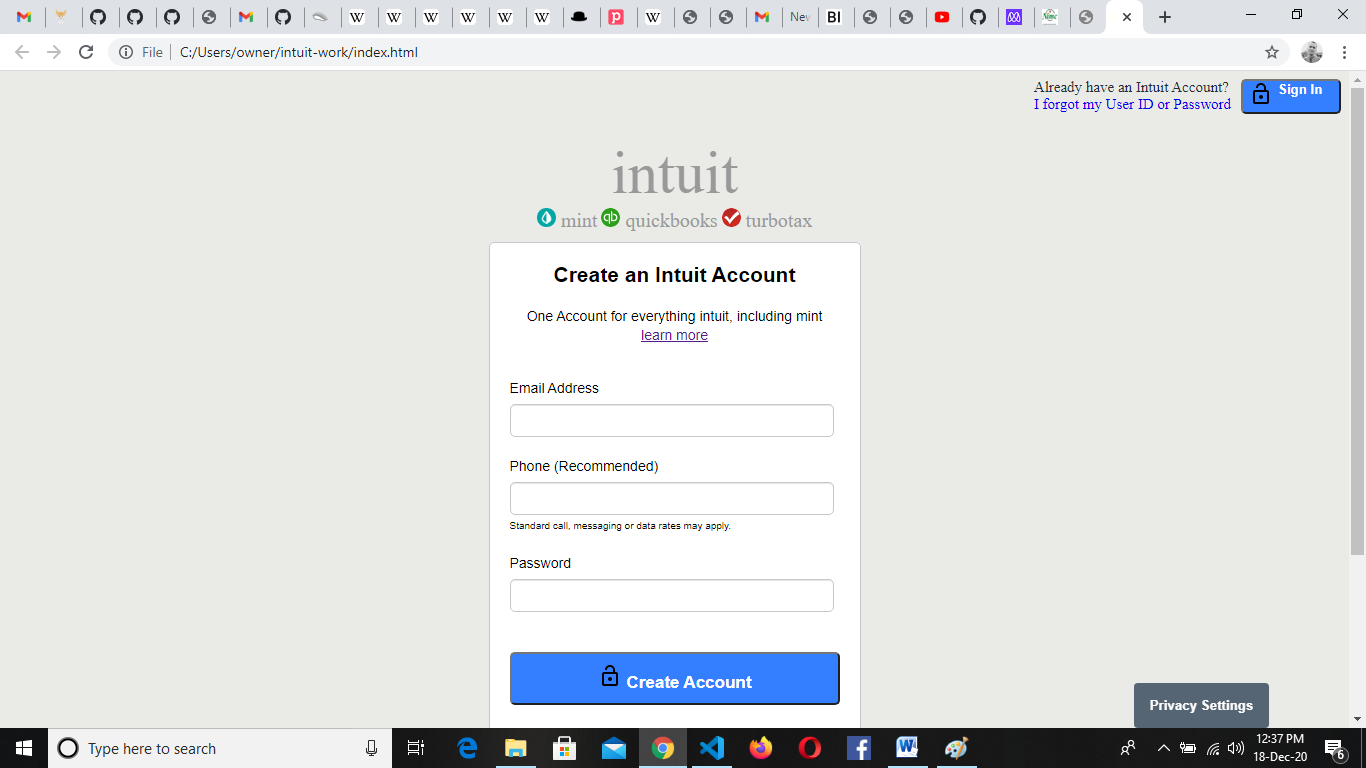 New
BI
File
C:/Users/owner/intuit-work/index.html
Already have an Intuit Account?
I forgot my User ID or Password
Sign In
intuit
mint quickbooks turbotax
Create an Intuit Account
One Account for everything intuit, including mint
learn more
Email Address
Phone (Recommended)
Standard call, messaging or data rates may apply.
Password
Create Account
Privacy Settings
Type here to search
12:37 PM
18-Dec-20
6